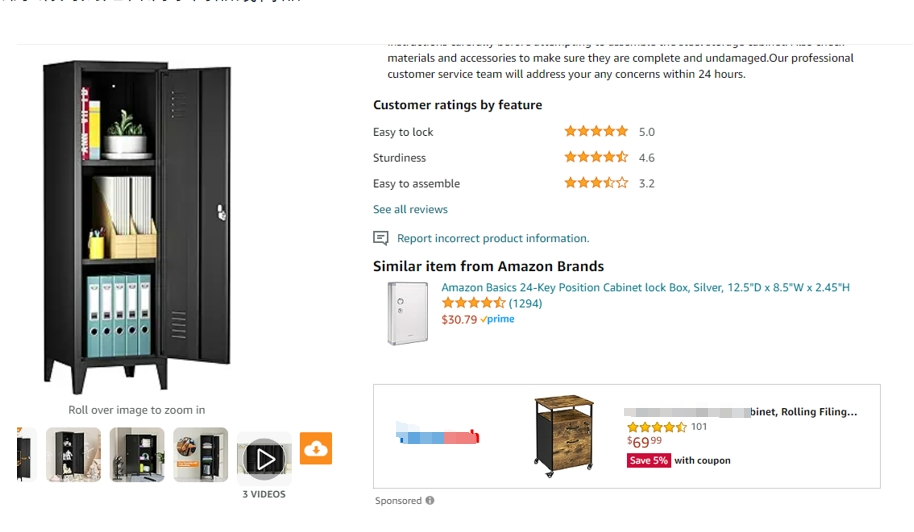 materials and accessories to make sure they are complete and undamaged.Our professional
customer service team will address your any concerns within 24 hours.
Customer ratings by feature
Easy to lock 5.0
Sturdiness 4.6
Easy to assemble 3.2
See all reviews
Report incorrect product information.
Similar item from Amazon Brands
Amazon Basics 24-Key Position Cabinet lock Box, Silver, 12.5"D x 8.5"W x 2.45"H
(1294)
$30.79 prime
Roll over image to zoom in
3 VIDEOS
binet, Rolling Filing...
101
$69.99
Save 5% with coupon
Sponsored